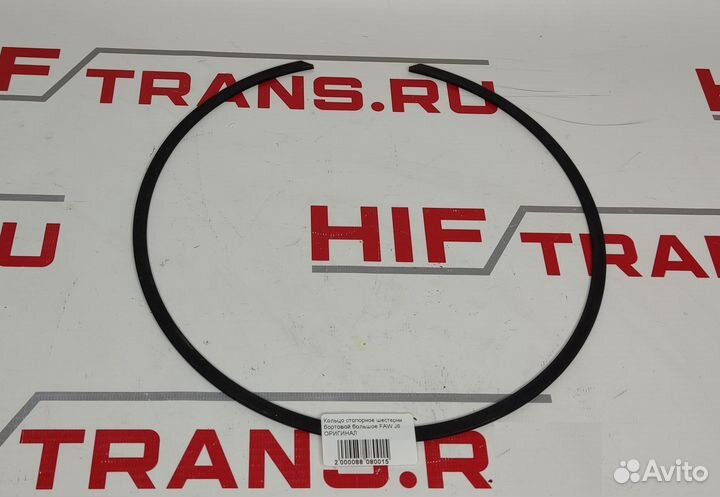 HIF
TRANS.RU
HIF
TRANS
RU
HIF
TRANS.R
Кольцо стопорное шестерни
бортовой большое FAW J6
ОРИГИНАЛ
2 000088 080015
Avito